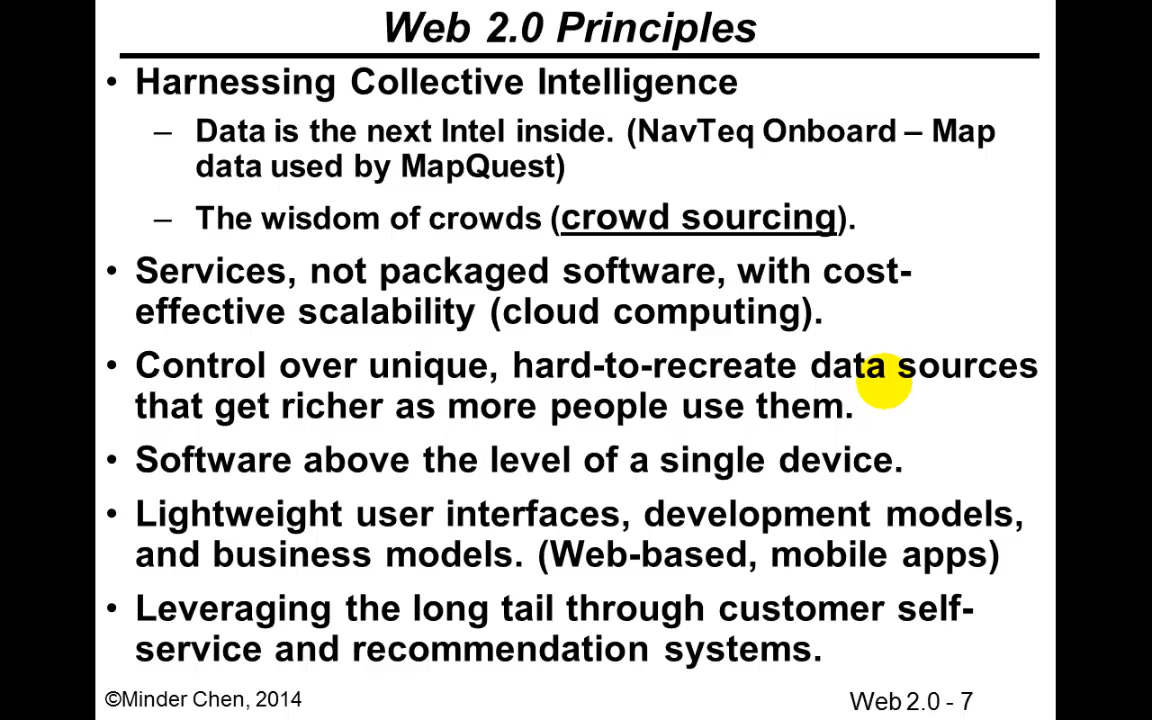 Web 2.0 Principles
• Harnessing Collective Intelligence
– Data is the next Intel inside. (NavTeq Onboard – Map
data used by MapQuest)
– The wisdom of crowds (crowd sourcing).
• Services, not packaged software, with cost-
effective scalability (cloud computing).
• Control over unique, hard-to-recreate data sources
that get richer as more people use them.
• Software above the level of a single device.
• Lightweight user interfaces, development models,
and business models. (Web-based, mobile apps)
• Leveraging the long tail through customer self-
service and recommendation systems.
©Minder Chen, 2014
Web 2.0 - 7